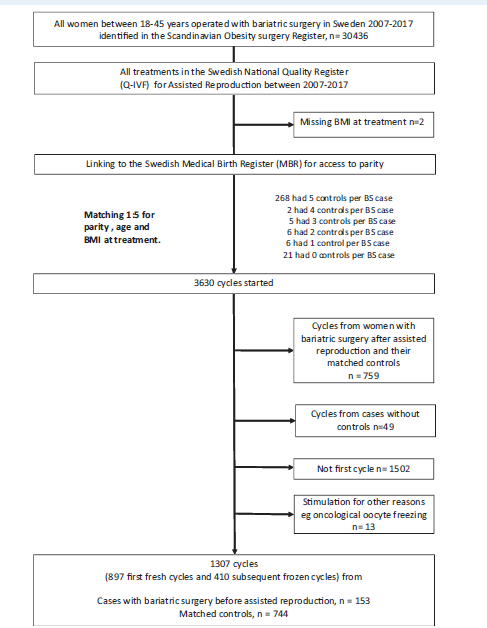 All women between 18-45 years operated with bariatric surgery in Sweden 2007-2017
identified in the Scandinavian Obesity surgery Register, n= 30436
All treatments in the Swedish National Quality Register
(Q-IVF) for Assisted Reproduction between 2007-2017
Missing BMI at treatment n=2
Linking to the Swedish Medical Birth Register (MBR) for access to parity
Matching 1:5 for
parity , age and
BMI at treatment.
268 had 5 controls per BS case
2 had 4 controls per BS case
5 had 3 controls per BS case
6 had 2 controls per BS case
6 had 1 control per BS case
21 had 0 controls per BS case
3630 cycles started
Cycles from women with
bariatric surgery after assisted
reproduction and their
matched controls
n = 759
Cycles from cases without
controls n=49
Not first cycle n= 1502
Stimulation for other reasons
eg oncological oocyte freezing
n= 13
1307 cycles
(897 first fresh cycles and 410 subsequent frozen cycles) from
Cases with bariatric surgery before assisted reproduction, n = 153
Matched controls, n = 744